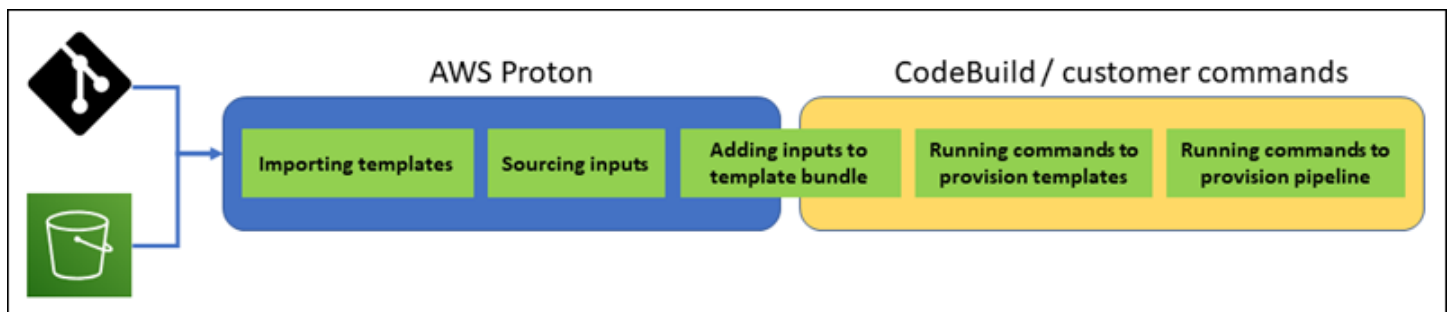 AWS Proton
CodeBuild / customer commands
Importing templates
Sourcing inputs
Adding inputs to
template bundle
Running commands to
provision templates
Running commands to
provision pipeline